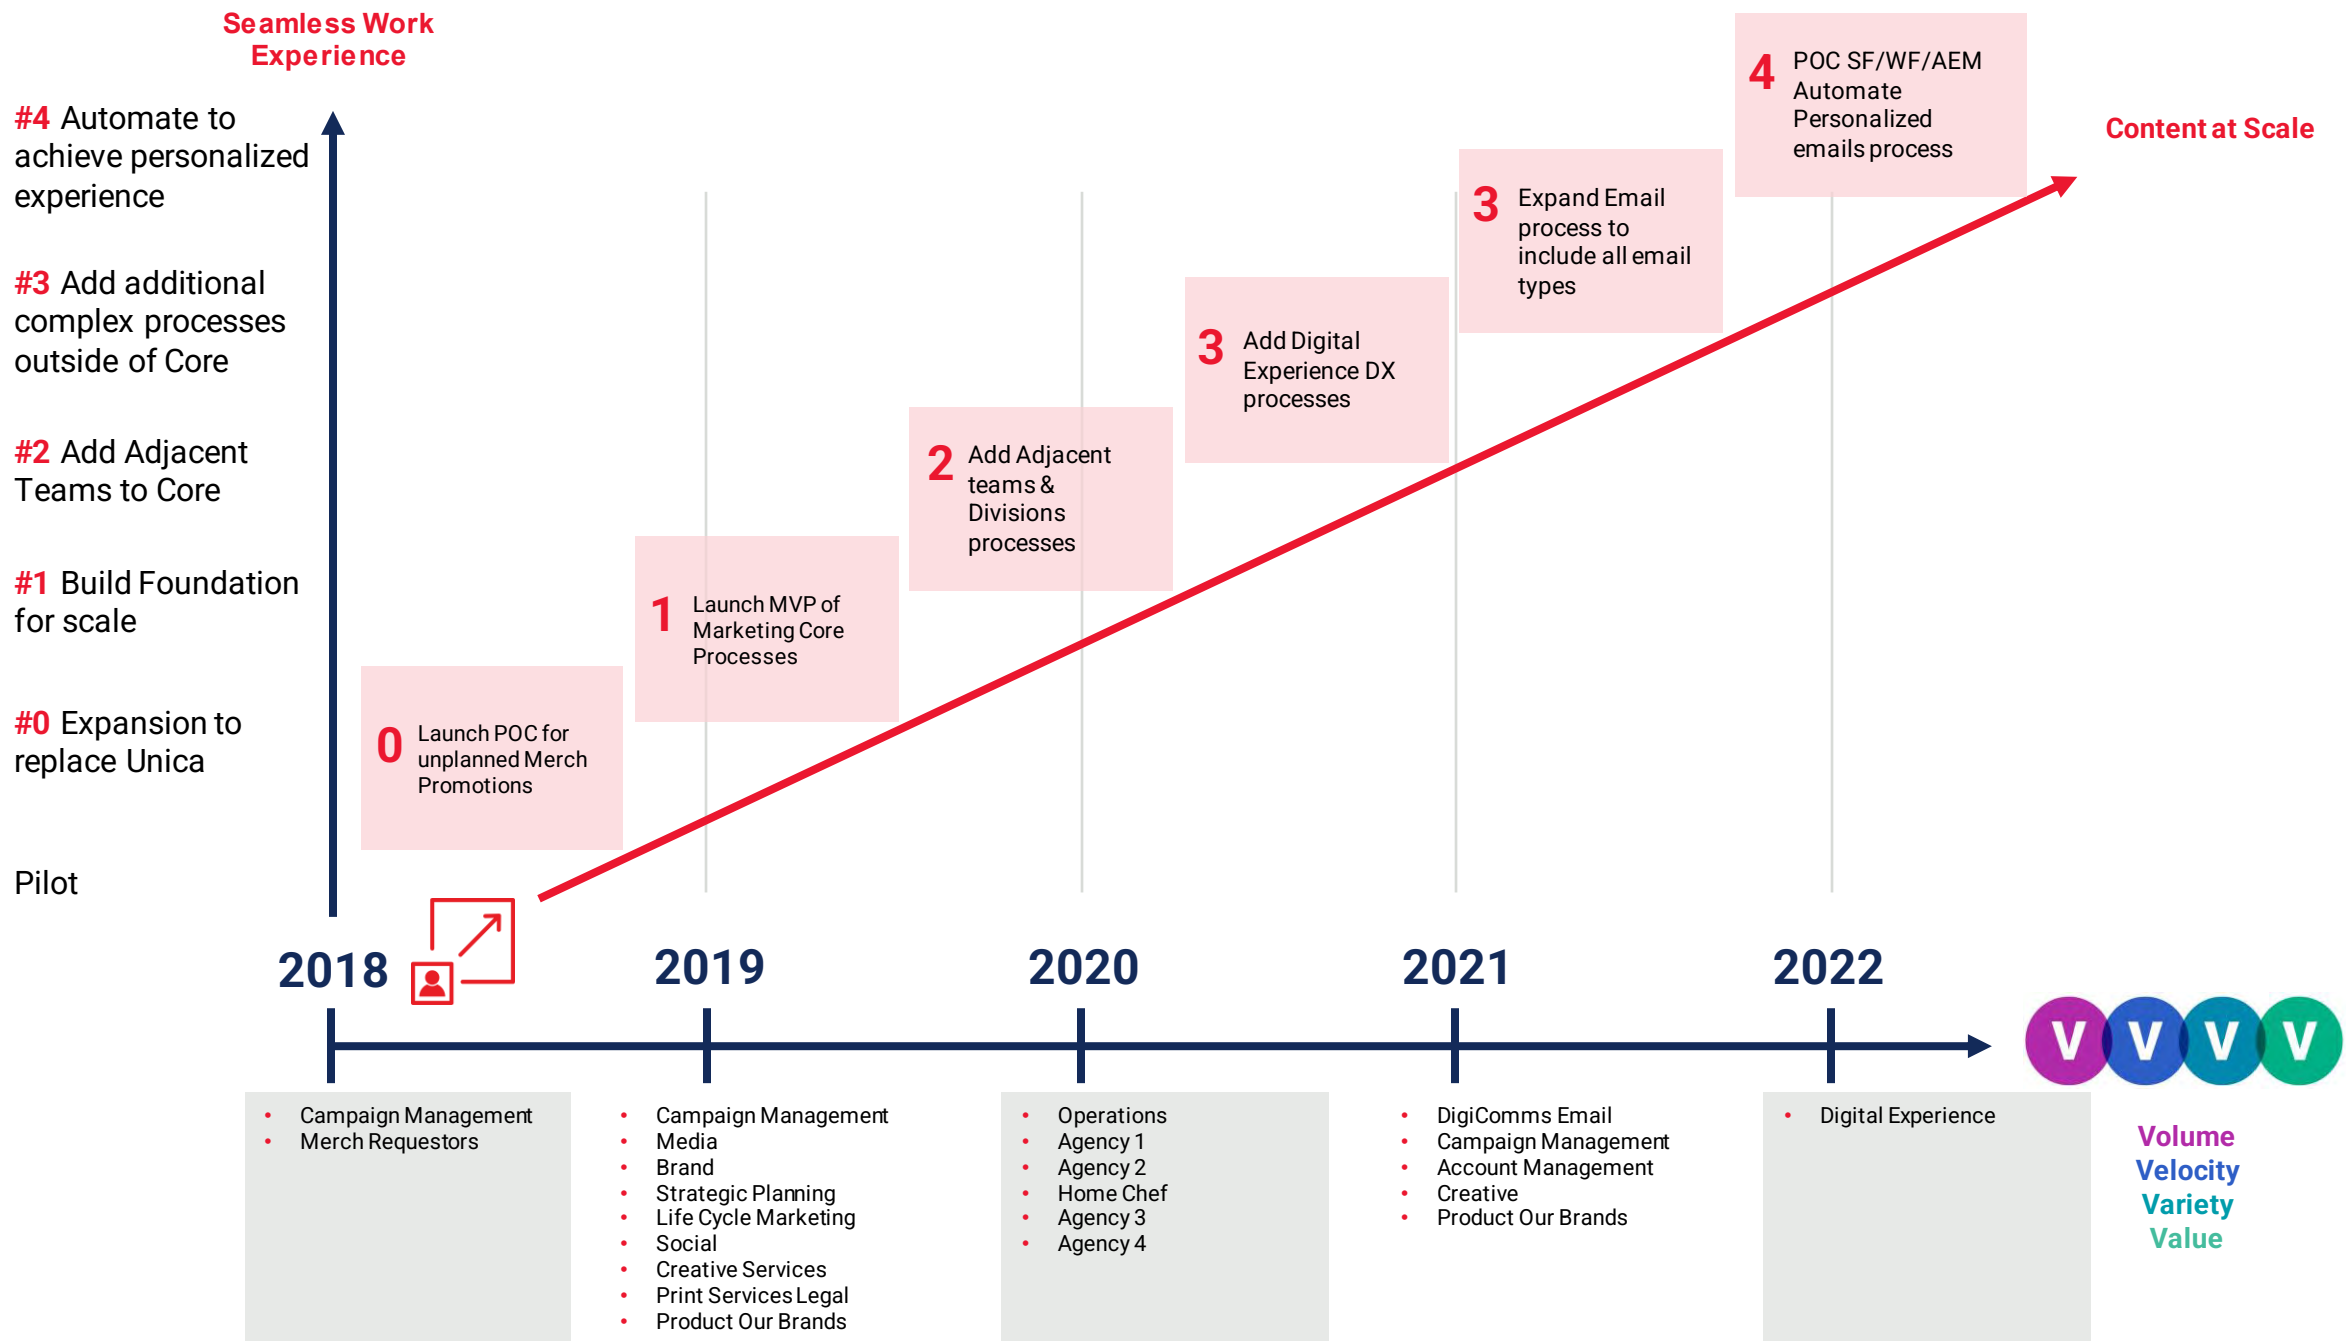 Seamless Work
Experience
#4 Automate to
achieve personalized
experience
#3 Add additional
complex processes
outside of Core
#2 Add Adjacent
Teams to Core
#1 Build Foundation
for scale
#0 Expansion to
replace Unica
Pilot
0 Launch POC for
unplanned Merch
Promotions
1 Launch MVP of
Marketing Core
Processes
2 Add Adjacent
teams &
Divisions
processes
3 Add Digital
Experience DX
processes
3 Expand Email
process to
include all email
types
4 POC SF/WF/AEM
Automate
Personalized
emails process
Content at Scale
2018
2019
2020
2021
2022
• Campaign Management
• Merch Requestors
• Campaign Management
• Media
• Brand
• Strategic Planning
• Life Cycle Marketing
• Social
• Creative Services
• Print Services Legal
• Product Our Brands
• Operations
• Agency 1
• Agency 2
• Home Chef
• Agency 3
• Agency 4
• DigiComms Email
• Campaign Management
• Account Management
• Creative
• Product Our Brands
• Digital Experience
V V V V
Volume
Velocity
Variety
Value